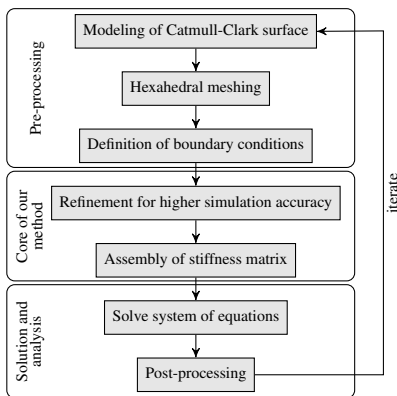 Pre-processing
Modeling of Catmull-Clark surface
Hexahedral meshing
Definition of boundary conditions
Core of our
method
Refinement for higher simulation accuracy
Assembly of stiffness matrix
Solution and
analysis
Solve system of equations
Post-processing
iterate